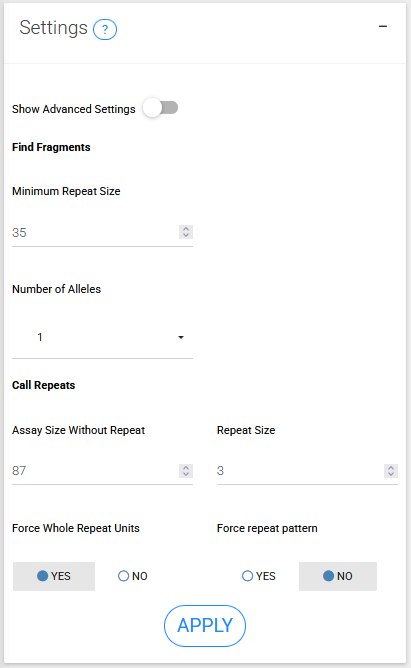 Settings ?
Show Advanced Settings
Find Fragments
Minimum Repeat Size
35
Number of Alleles
1
Call Repeats
Assay Size Without Repeat Repeat Size
87 3
Force Whole Repeat Units Force repeat pattern
YES NO YES NO
APPLY